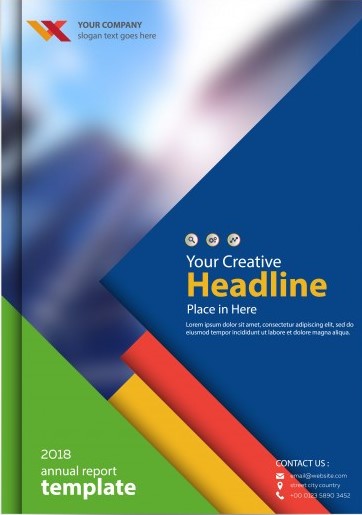 YOUR COMPANY
slogan text goes here
Your Creative
Headline
Place in Here
Lorem ipsum dolor sit amet, consectetur adipiscing elit, sed do
eiusmod tempor incididunt ut labore et dolore magna aliqua.
2018
annual report
template
CONTACT US :
email@website.com
street city country
+00 0123 5890 3452